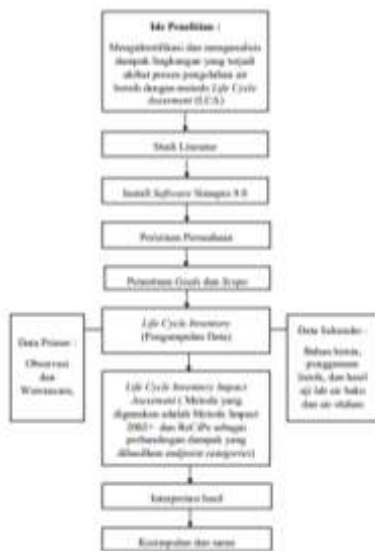 Ide Penelitian :
Mengidentifikasi dan menganalisis
dampak lingkungan yang terjadi
akibat proses pengolahan air
bersih dengan metode Life Cycle
Assesment (LCA)
Studi Literatur
Install Software Simapro 9.0
Perizinan Perusahaan
Penentuan Goals dan Scope
Life Cycle Inventory
(Pengumpulan Data)
Data Primer :
Observasi
dan
Wawancara,
Data Sekunder :
Bahan kimia,
penggunaan
listrik, dan hasil
uji lab air baku
dan air olahan
Life Cycle Inventory Impact
Assesment ( Metode yang
digunakan adalah Metode Impact
2002+ dan ReCiPe sebagai
perbandingan dampak yang
dihasilkan endpoint categories)
Interpretasi hasil
Kesimpulan dan saran